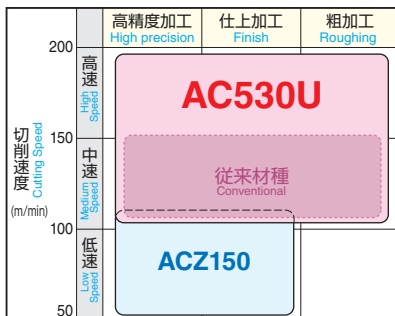 高精度加工 仕上加工 粗加工
High precision Finish Roughing
200
高速
High Speed
AC530U
150
切削速度
Cutting Speed
(m/min)
中速
Medium Speed
従来材種
Conventional
100
低速
Low Speed
ACZ150
50